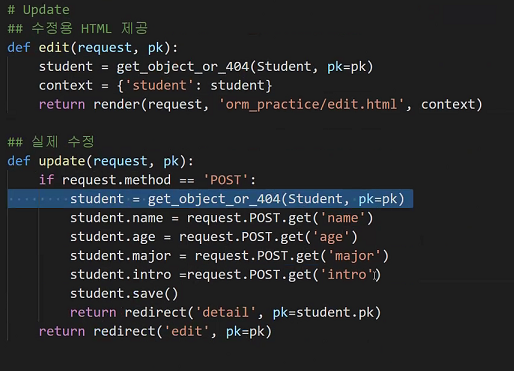 # Update
## 수정용 HTML 제공
def edit(request, pk):
    student = get_object_or_404(Student, pk=pk)
    context = {'student': student}
    return render(request, 'orm_practice/edit.html', context)
## 실제 수정
def update(request, pk):
    if request.method == 'POST':
        student = get_object_or_404(Student, pk=pk)
        student.name = request.POST.get('name')
        student.age = request.POST.get('age')
        student.major = request.POST.get('major')
        student.intro =request.POST.get('intro')
        student.save()
        return redirect('detail', pk=student.pk)
    return redirect('edit', pk=pk)